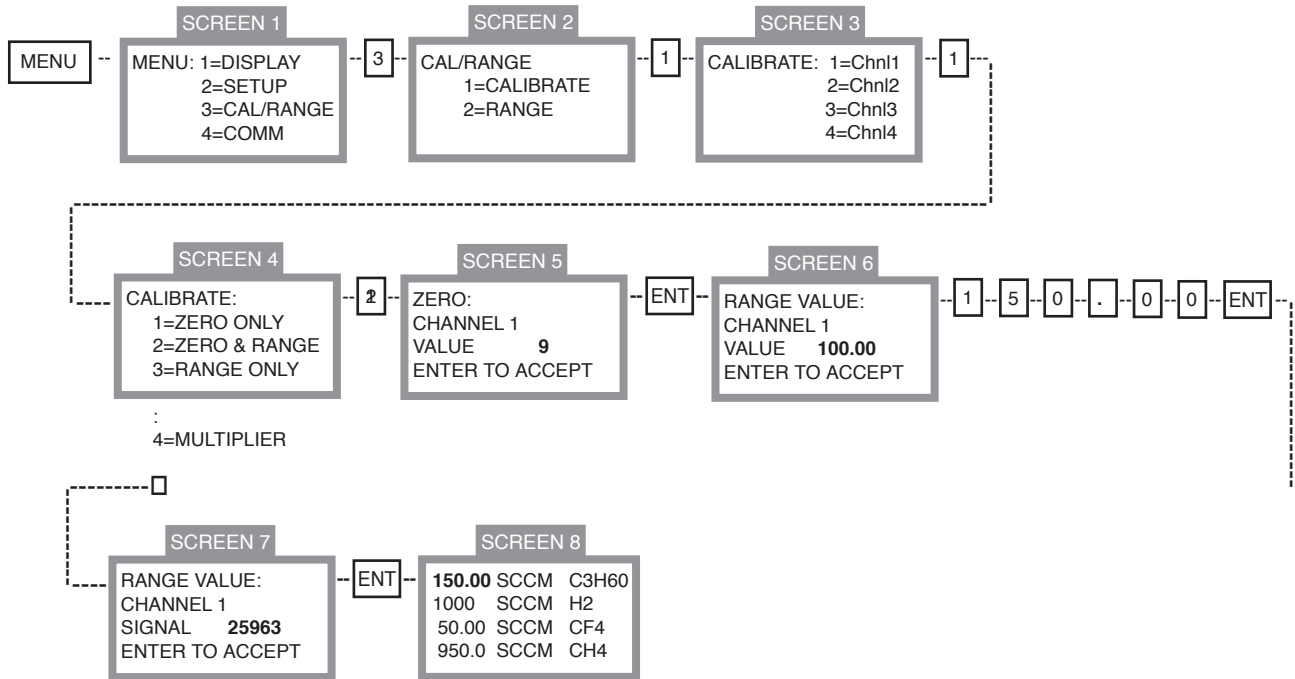 SCREEN 1
MENU
MENU: 1=DISPLAY
2=SETUP
3=CAL/RANGE
4=COMM
3
SCREEN 2
CAL/RANGE
1=CALIBRATE
2=RANGE
1
SCREEN 3
CALIBRATE: 1=Chnl1
2=Chnl2
3=Chnl3
4=Chnl4
1
SCREEN 4
CALIBRATE:
1=ZERO ONLY
2=ZERO & RANGE
3=RANGE ONLY
:
4=MULTIPLIER
SCREEN 5
ZERO:
CHANNEL 1
VALUE 9
ENTER TO ACCEPT
ENT
SCREEN 6
RANGE VALUE:
CHANNEL 1
VALUE 100.00
ENTER TO ACCEPT
1 5 0 . 0 0 ENT
SCREEN 7
RANGE VALUE:
CHANNEL 1
SIGNAL 25963
ENTER TO ACCEPT
ENT
SCREEN 8
150.00 SCCM C3H60
1000 SCCM H2
50.00 SCCM CF4
950.0 SCCM CH4